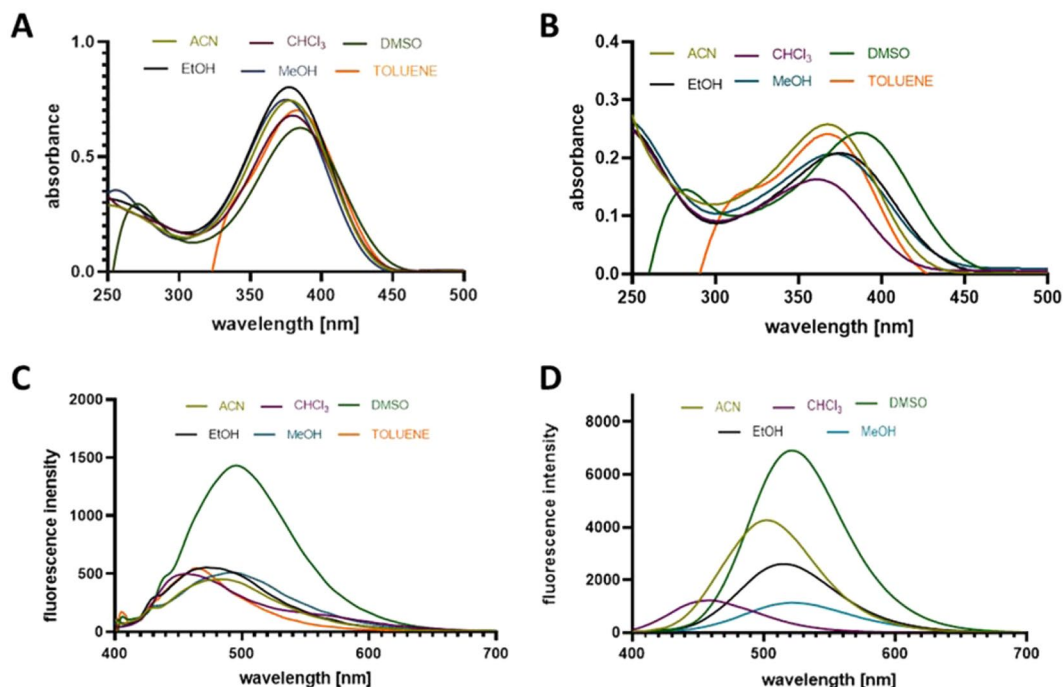 A
B
ACN CHCl₃ DMSO
EtOH MeOH TOLUENE
absorbance
1.0
0.5
0.0
250 300 350 400 450 500
wavelength [nm]
ACN CHCl₃ DMSO
EtOH MeOH TOLUENE
absorbance
0.4
0.3
0.2
0.1
0.0
250 300 350 400 450 500
wavelength [nm]
C
D
ACN CHCl₃ DMSO
EtOH MeOH TOLUENE
fluorescence inensity
2000
1500
1000
500
0
400 500 600 700
wavelength [nm]
ACN CHCl₃ DMSO
EtOH MeOH
fluorescence intensity
8000
6000
4000
2000
0
400 500 600 700
wavelength [nm]